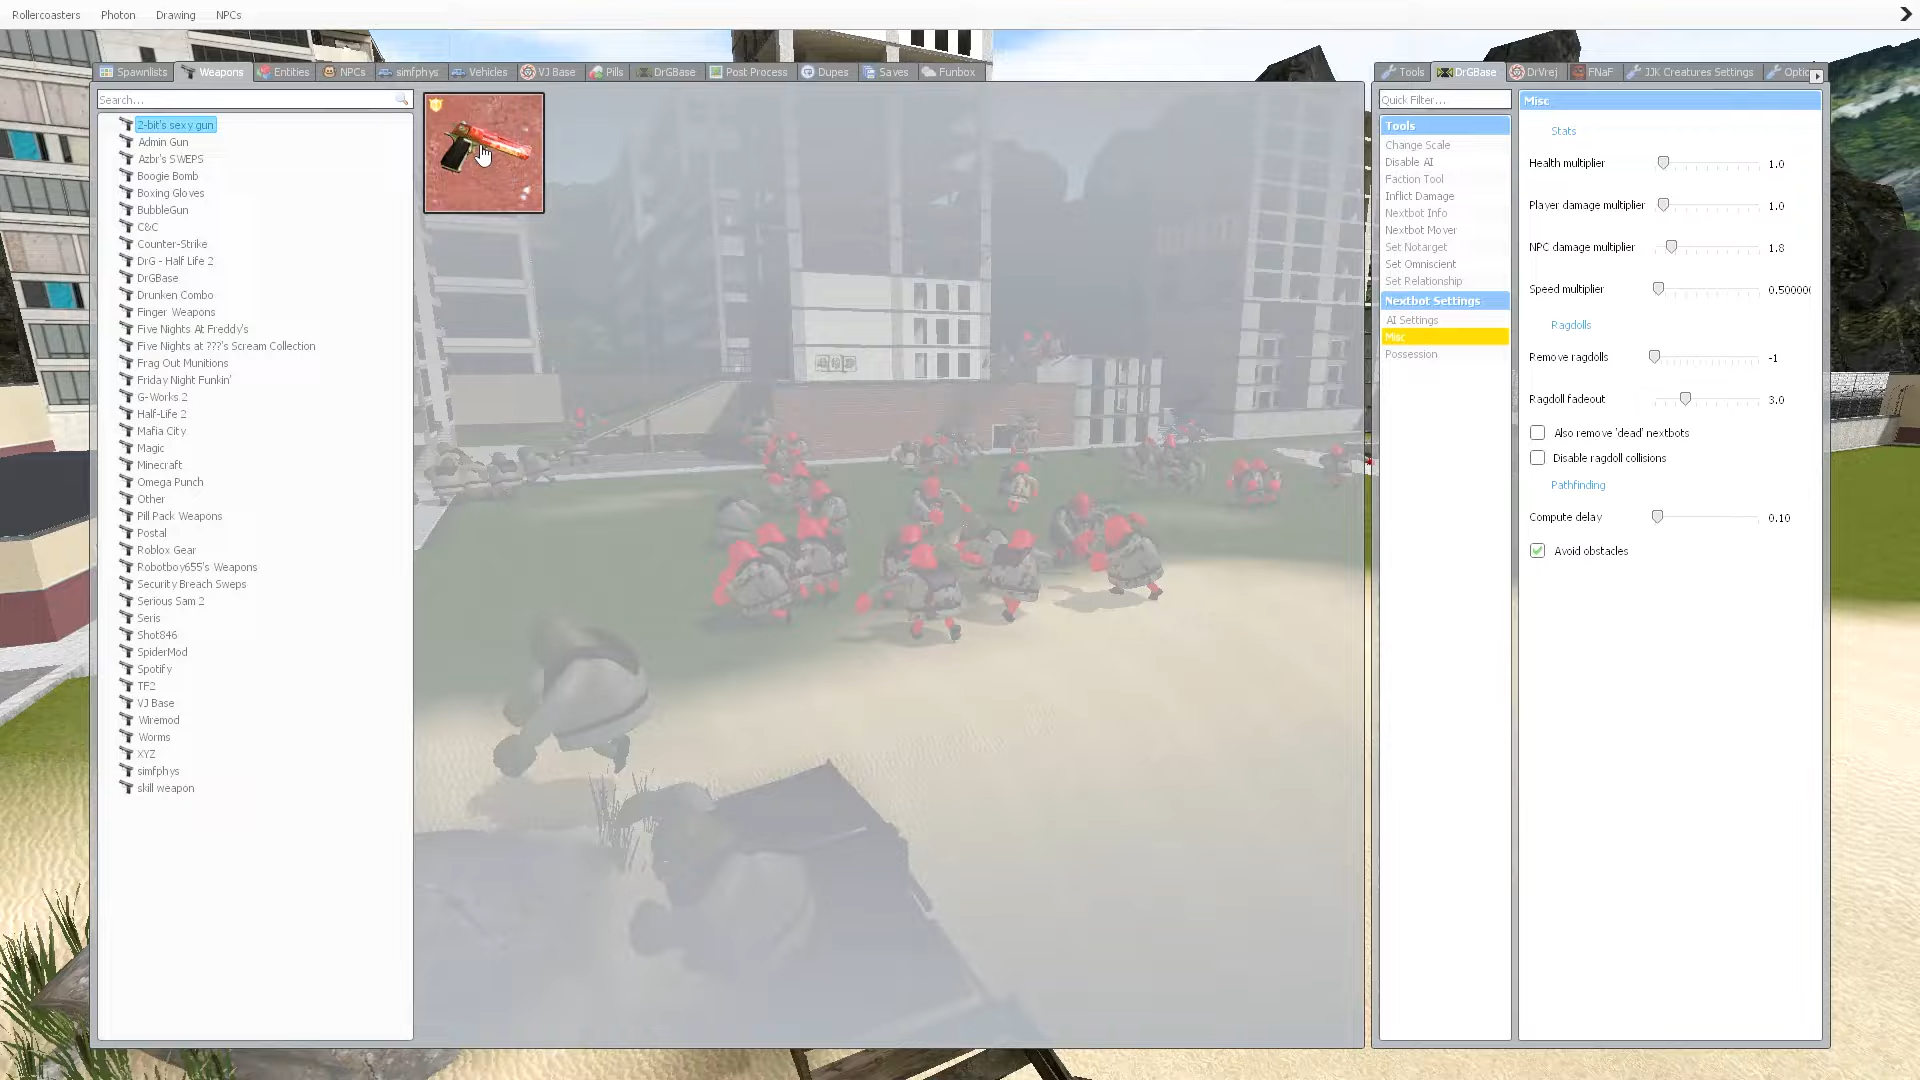 Rollercoasters Photon Drawing NPCs
Spawnlists Weapons Entities NPCs simfphys Vehicles VJ Base Pills DrGBase Post Process Dupes Saves Funbox
Search...
2-bit's sexy gun
Admin Gun
Azbr's SWEPS
Boogie Bomb
Boxing Gloves
BubbleGun
C&C
Counter-Strike
DrG - Half Life 2
DrGBase
Drunken Combo
Finger Weapons
Five Nights At Freddy's
Five Nights at ???'s Scream Collection
Frag Out Munitions
Friday Night Funkin'
G-Works 2
Half-Life 2
Mafia City
Magic
Minecraft
Omega Punch
Other
Pill Pack Weapons
Postal
Roblox Gear
Robotboy655's Weapons
Security Breach Sweps
Serious Sam 2
Seris
Shot846
SpiderMod
Spotify
TF2
VJ Base
Wiremod
Worms
XYZ
simfphys
skill weapon
Tools DrGBase DrVrej FNaF JJK Creatures Settings Optio
Quick Filter...
Tools
Change Scale
Disable AI
Faction Tool
Inflict Damage
Nextbot Info
Nextbot Mover
Set Notarget
Set Omniscient
Set Relationship
Nextbot Settings
AI Settings
Misc
Possession
Misc
Stats
Health multiplier 1.0
Player damage multiplier 1.0
NPC damage multiplier 1.8
Speed multiplier 0.50000
Ragdolls
Remove ragdolls -1
Ragdoll fadeout 3.0
Also remove 'dead' nextbots
Disable ragdoll collisions
Pathfinding
Compute delay 0.10
Avoid obstacles